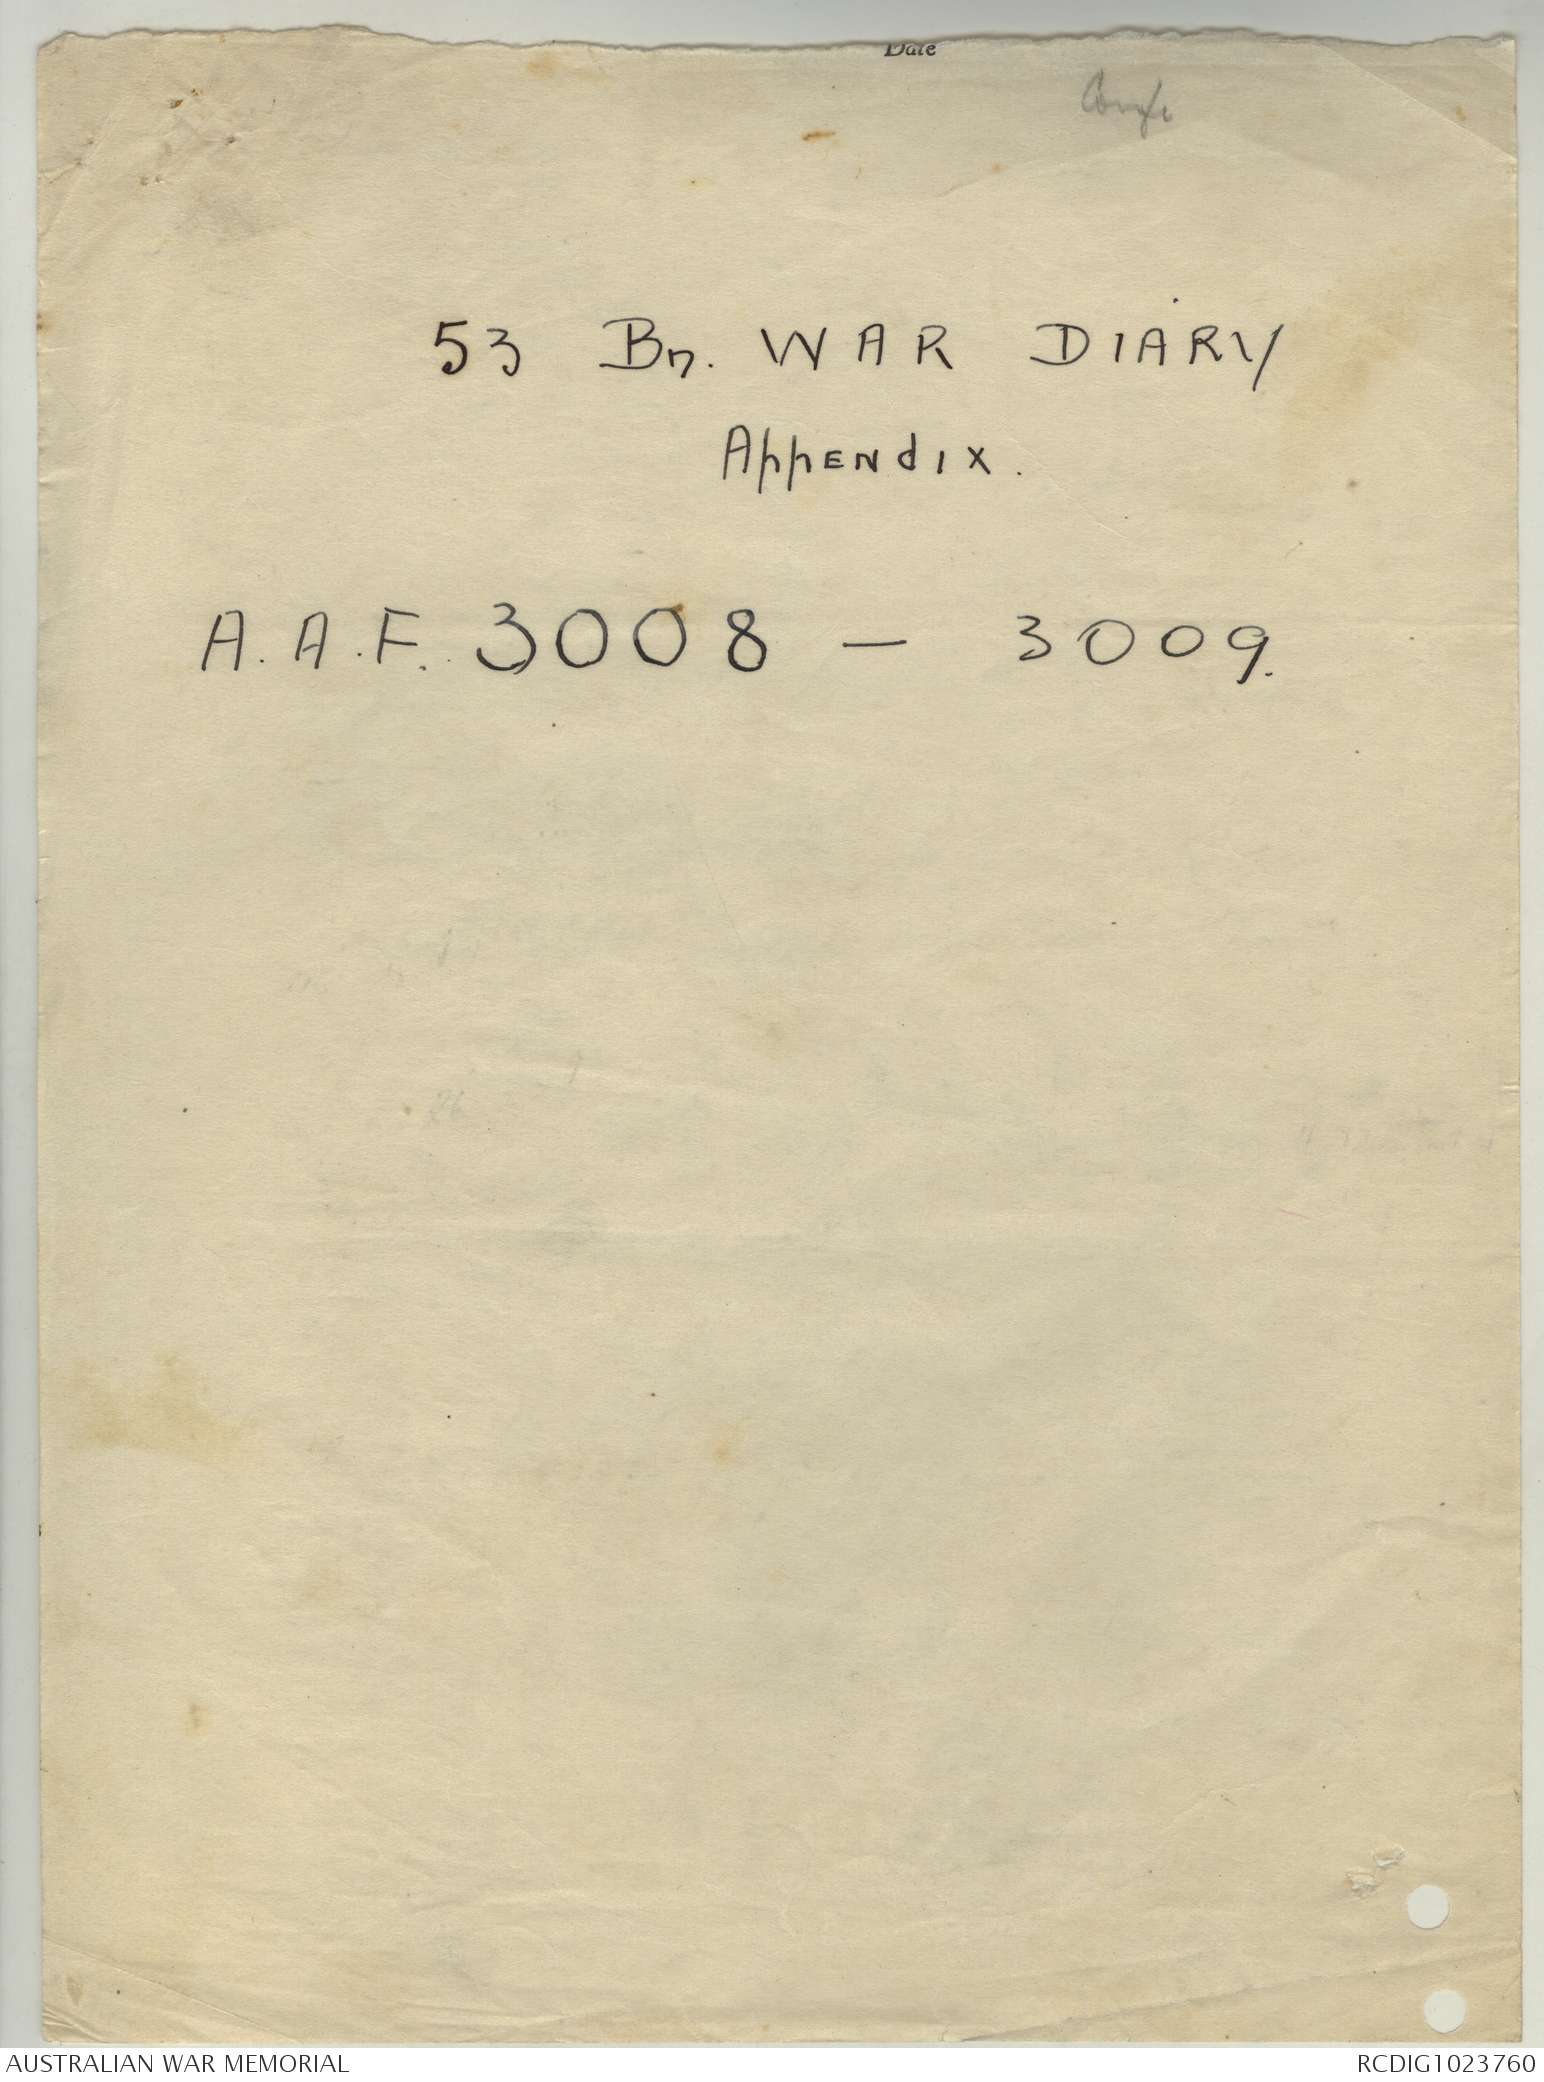 Date
53 Bn. WAR DIARY
Appendix.
A.A.F. 3008 — 3009.
AUSTRALIAN WAR MEMORIAL
RCDIG1023760